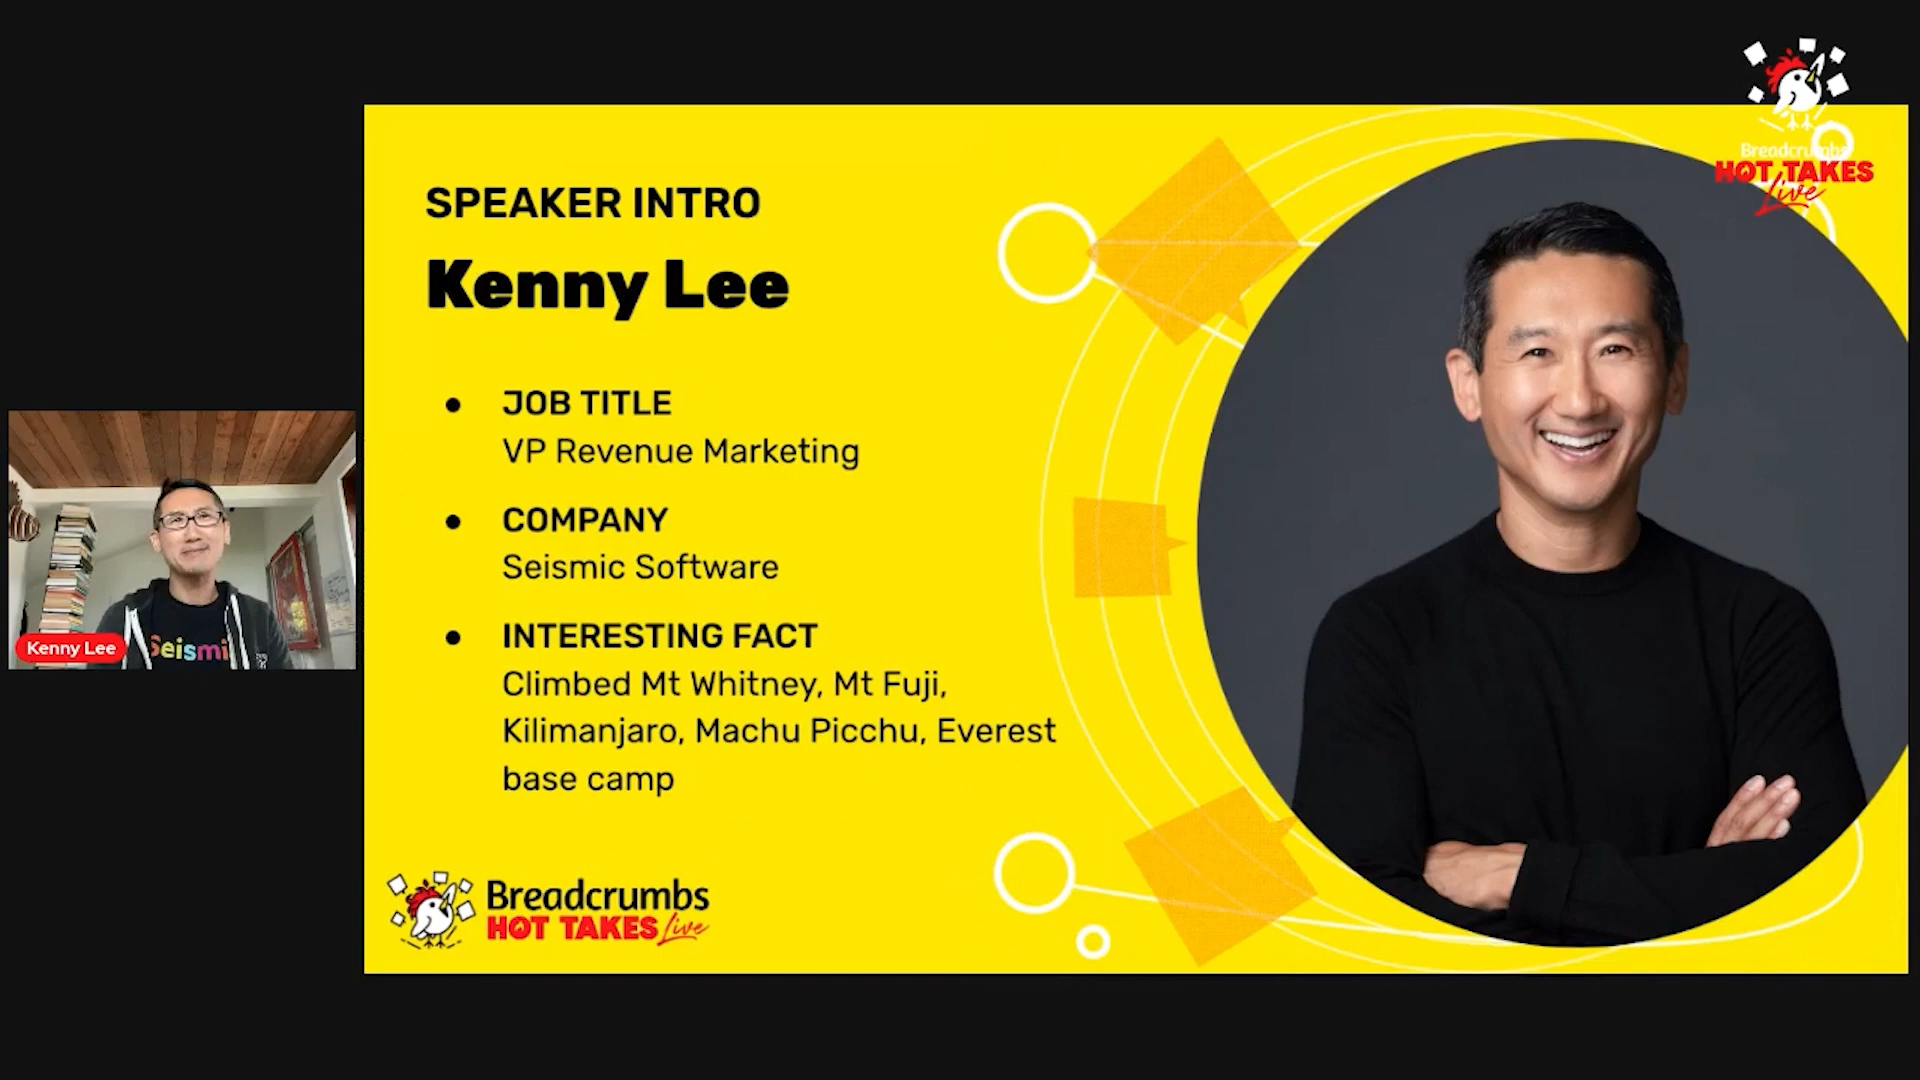 SPEAKER INTRO
Kenny Lee
JOB TITLE
VP Revenue Marketing
COMPANY
Seismic Software
INTERESTING FACT
Climbed Mt Whitney, Mt Fuji,
Kilimanjaro, Machu Picchu, Everest
base camp
Breadcrumbs
HOT TAKES Live
Breadcrumbs
HOT TAKES
Live
Seismi
Kenny Lee